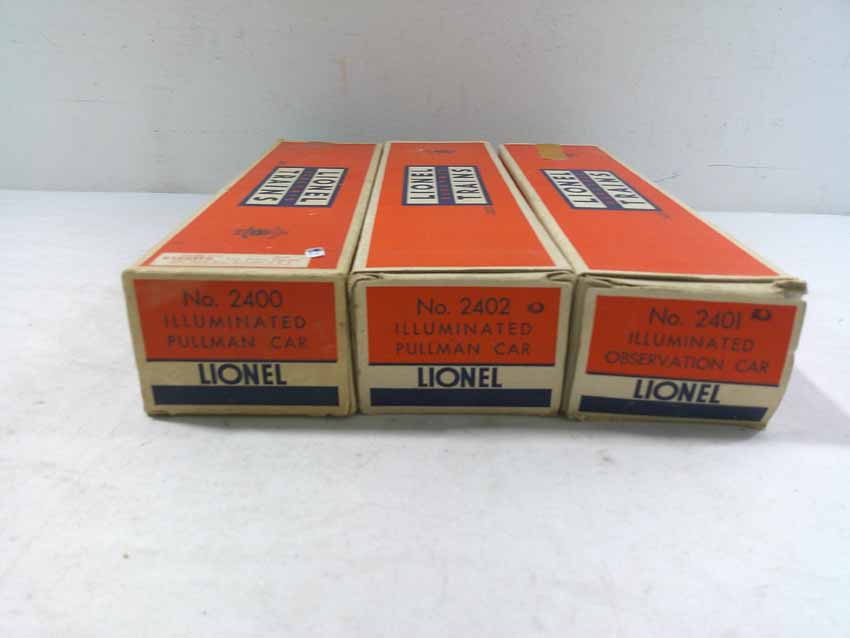 LIONEL
TRAINS
No. 2400
ILLUMINATED
PULLMAN CAR
LIONEL
LIONEL
TRAINS
No. 2402
ILLUMINATED
PULLMAN CAR
LIONEL
LIONEL
TRAINS
No. 2401
ILLUMINATED
OBSERVATION CAR
LIONEL